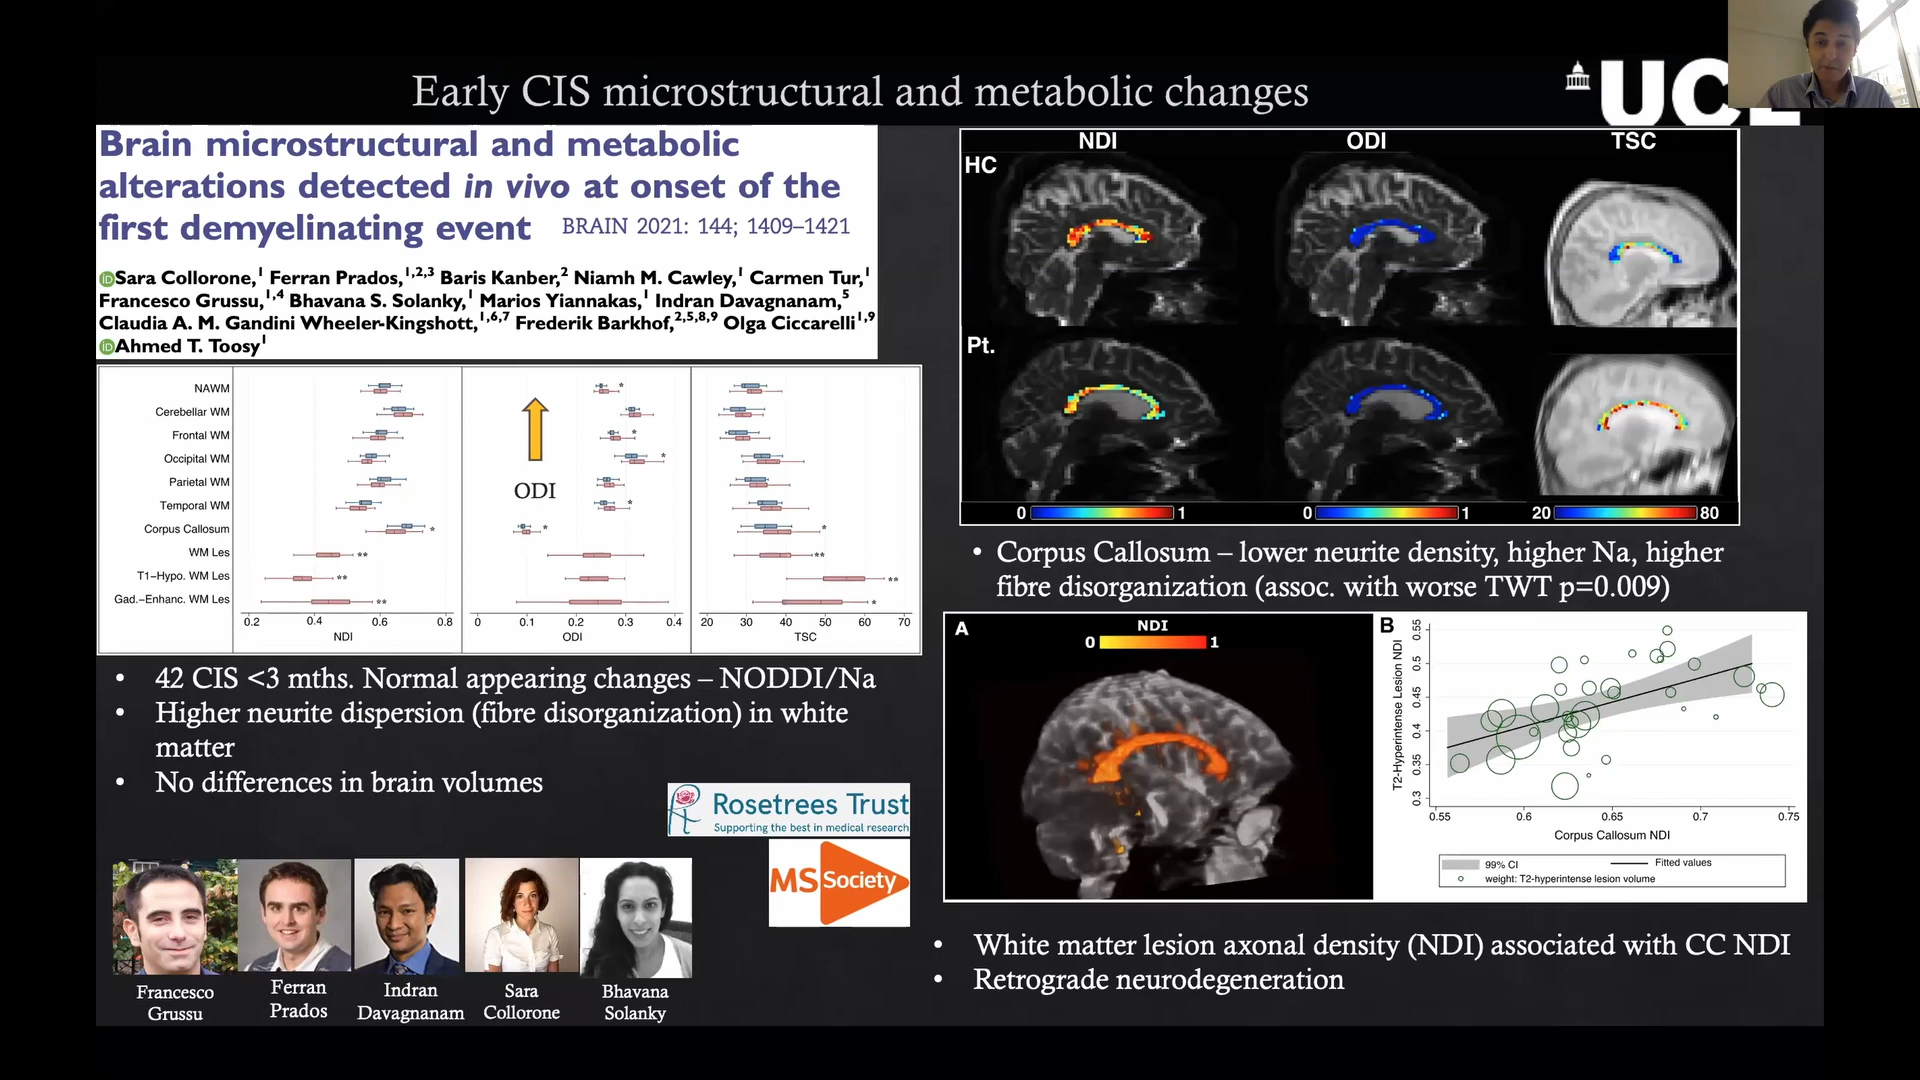 Early CIS microstructural and metabolic changes
UCL
Brain microstructural and metabolic
alterations detected in vivo at onset of the
first demyelinating event BRAIN 2021: 144; 1409–1421
iD Sara Collorone,1 Ferran Prados,1,2,3 Baris Kanber,2 Niamh M. Cawley,1 Carmen Tur,1
Francesco Grussu,1,4 Bhavana S. Solanky,1 Marios Yiannakas,1 Indran Davagnanam,5
Claudia A. M. Gandini Wheeler-Kingshott,1,6,7 Frederik Barkhof,2,5,8,9 Olga Ciccarelli1,9
iD Ahmed T. Toosy1
NAWM *
Cerebellar WM
Frontal WM *
Occipital WM *
Parietal WM
Temporal WM *
Corpus Callosum * * *
WM Les ** **
T1–Hypo. WM Les ** **
Gad.–Enhanc. WM Les ** *
ODI
0.2 0.4 0.6 0.8 0 0.1 0.2 0.3 0.4 20 30 40 50 60 70
NDI ODI TSC
• 42 CIS <3 mths. Normal appearing changes – NODDI/Na
• Higher neurite dispersion (fibre disorganization) in white
matter
• No differences in brain volumes
Rosetrees Trust
Supporting the best in medical research
MS Society
Francesco
Grussu
Ferran
Prados
Indran
Davagnanam
Sara
Collorone
Bhavana
Solanky
NDI ODI TSC
HC
Pt.
0 1 0 1 20 80
• Corpus Callosum – lower neurite density, higher Na, higher
fibre disorganization (assoc. with worse TWT p=0.009)
A
NDI
0 1
B
T2-Hyperintense Lesion NDI
0.55
0.5
0.45
0.4
0.35
0.3
0.55 0.6 0.65 0.7 0.75
Corpus Callosum NDI
99% CI Fitted values
weight: T2-hyperintense lesion volume
• White matter lesion axonal density (NDI) associated with CC NDI
• Retrograde neurodegeneration